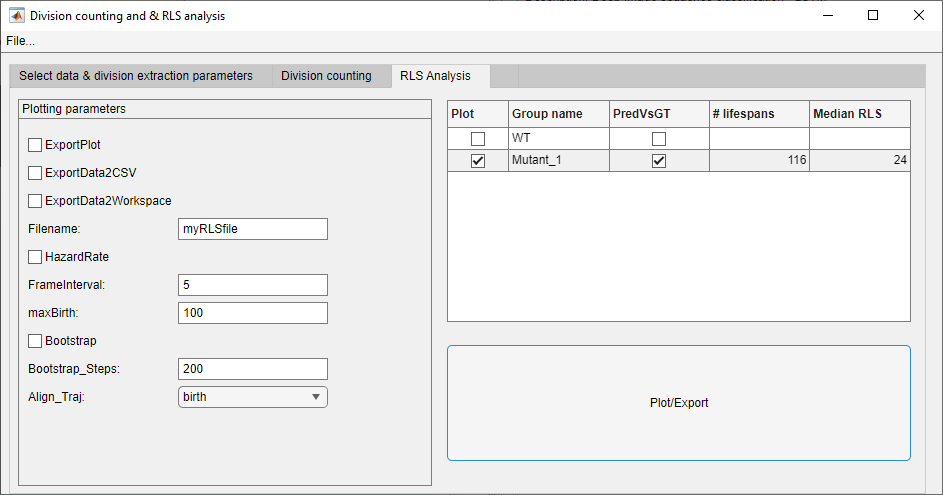 Division counting and & RLS analysis
File...
Select data & division extraction parameters
Division counting
RLS Analysis
Plotting parameters
ExportPlot
ExportData2CSV
ExportData2Workspace
Filename: myRLSfile
HazardRate
FrameInterval: 5
maxBirth: 100
Bootstrap
Bootstrap_Steps: 200
Align_Traj: birth
Plot Group name PredVsGT # lifespans Median RLS
WT
Mutant_1 116 24
Plot/Export